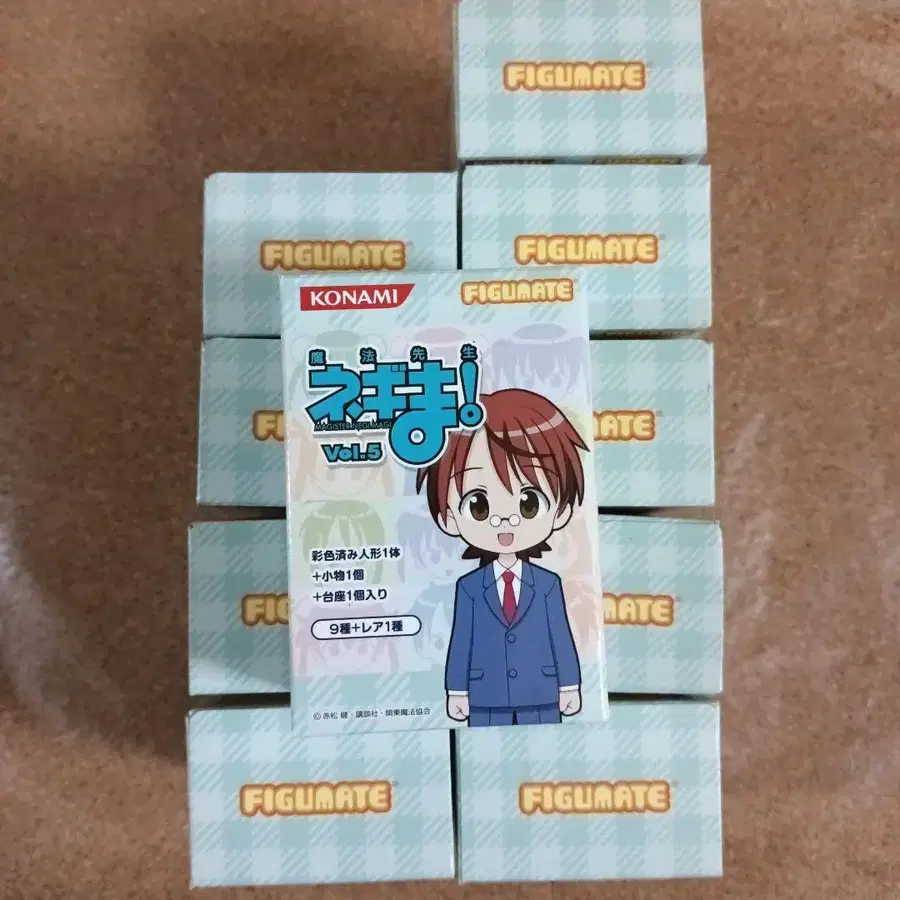 FIGUMATE
FIGUMATE
FIGUMATE
KONAMI
FIGUMATE
魔法先生
ネギま!
MAGISTER NEGI MAGI
Vol.5
彩色済み人形1体
+小物1個
+台座1個入り
9種+レア1種
©赤松 健・講談社・関東魔法協会
FIGUMATE
FIGUMATE